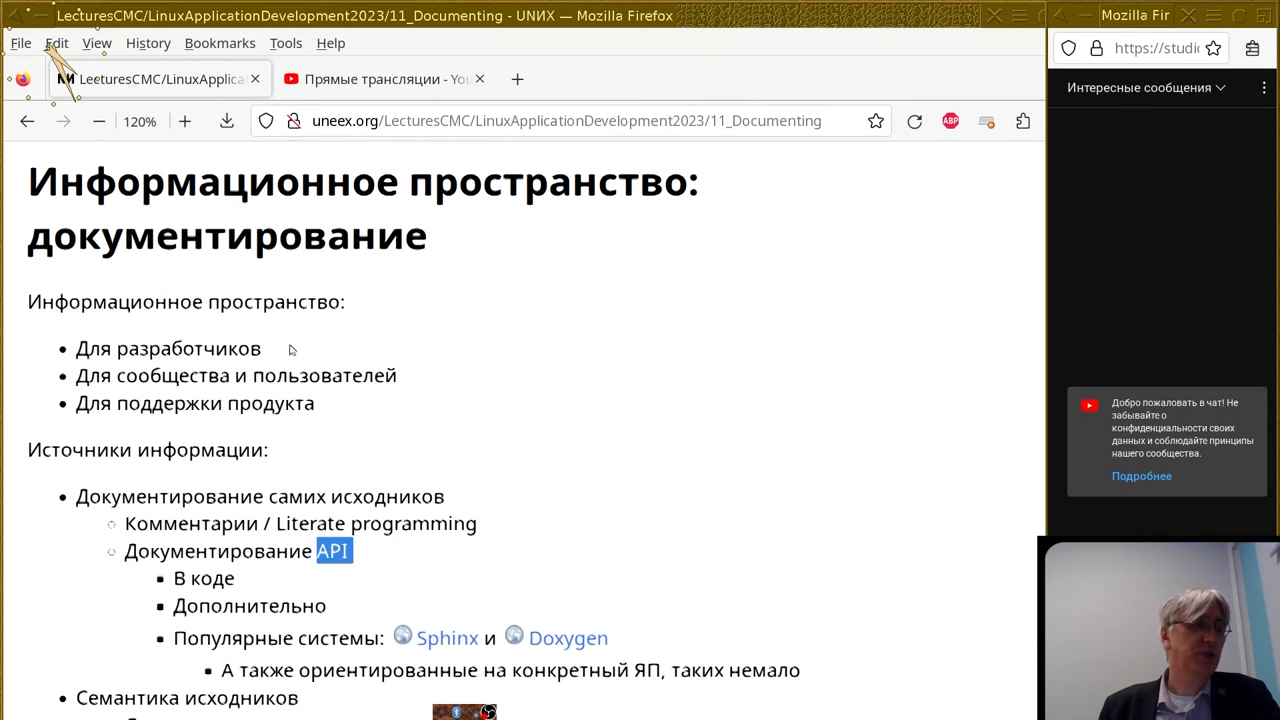 LecturesCMC/LinuxApplicationDevelopment2023/11_Documenting - UNИX — Mozilla Firefox
Mozilla Fir
File Edit View History Bookmarks Tools Help
LecturesCMC/LinuxApplica
Прямые трансляции - You
https://studi
120%
uneex.org/LecturesCMC/LinuxApplicationDevelopment2023/11_Documenting
ABP
Интересные сообщения
Информационное пространство:
документирование
Информационное пространство:
Для разработчиков
Для сообщества и пользователей
Для поддержки продукта
Источники информации:
Документирование самих исходников
Комментарии / Literate programming
Документирование API
В коде
Дополнительно
Популярные системы: Sphinx и Doxygen
А также ориентированные на конкретный ЯП, таких немало
Семантика исходников
Добро пожаловать в чат! Не
забывайте о
конфиденциальности своих
данных и соблюдайте принципы
нашего сообщества.
Подробнее